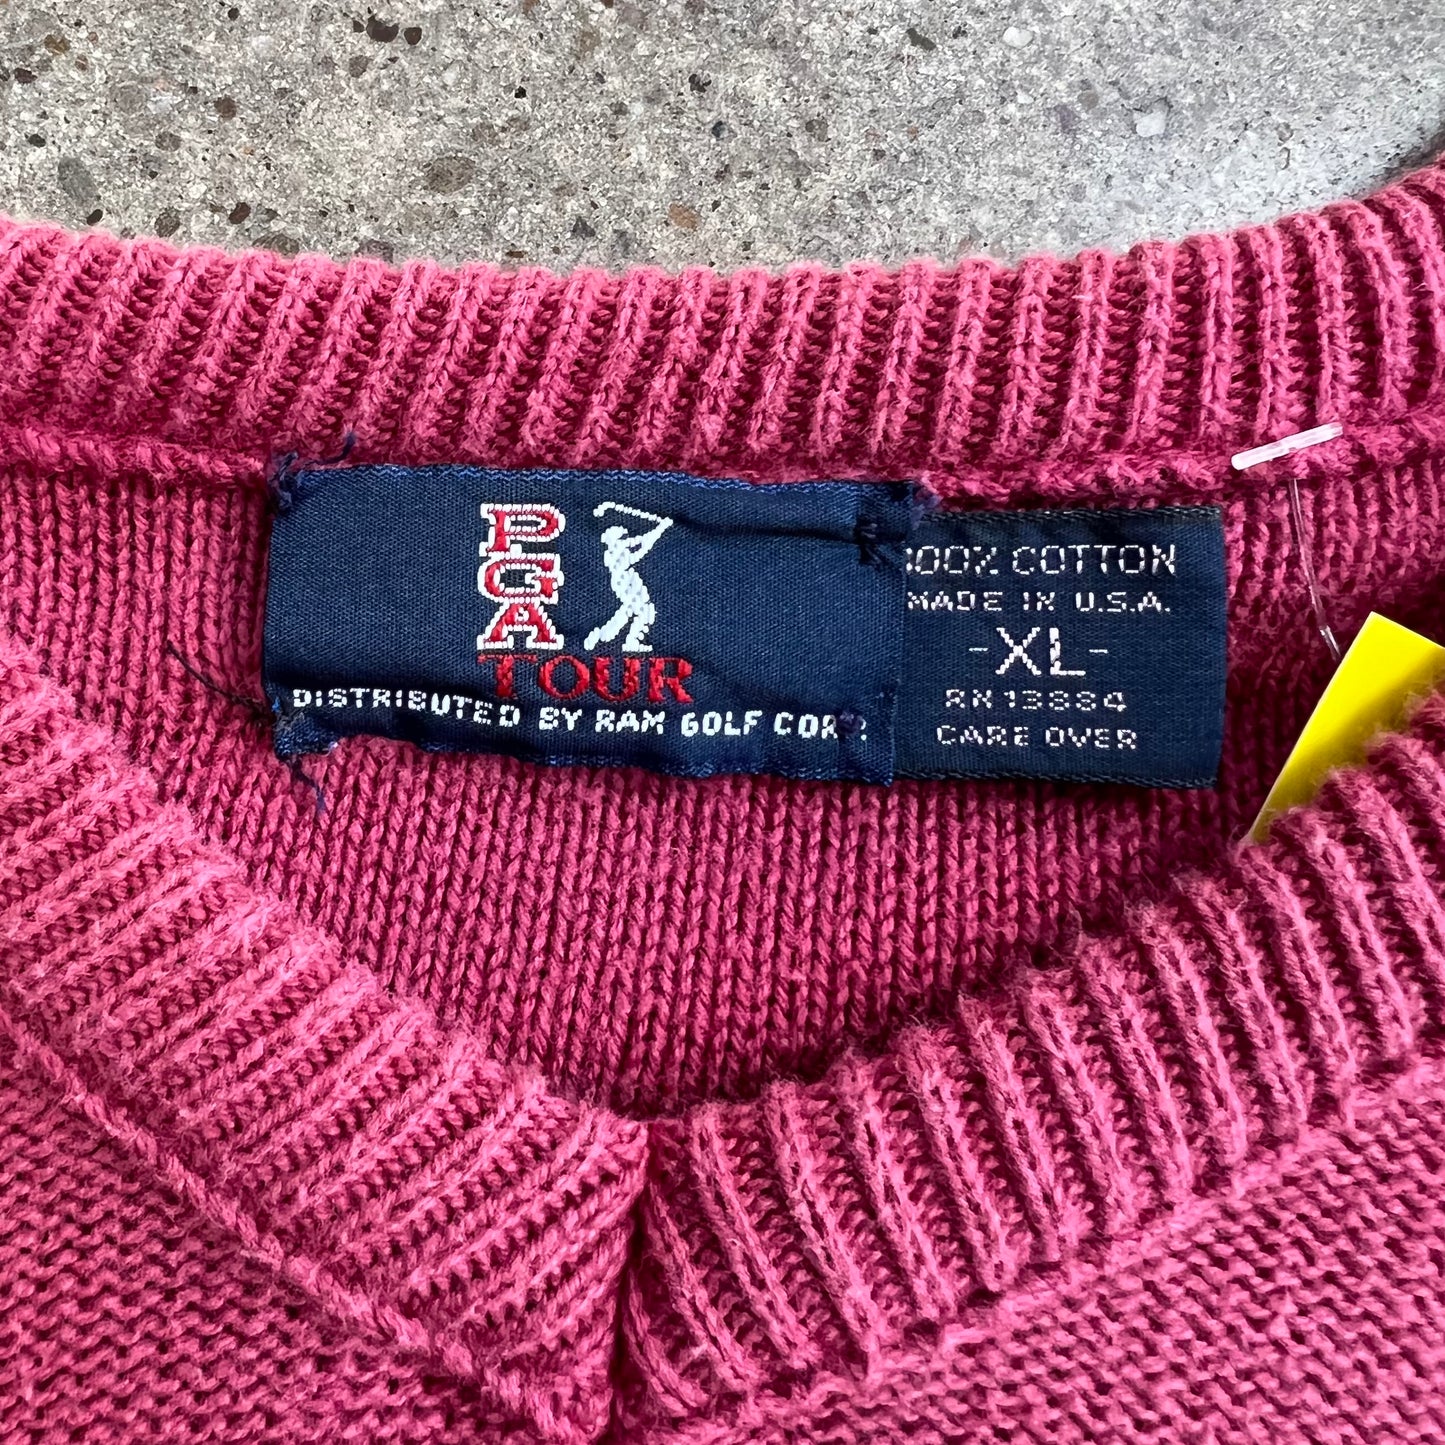 PGA
TOUR
DISTRIBUTED BY RAM GOLF CORP.
100% COTTON
MADE IN U.S.A.
-XL-
RN 13884
CARE OVER